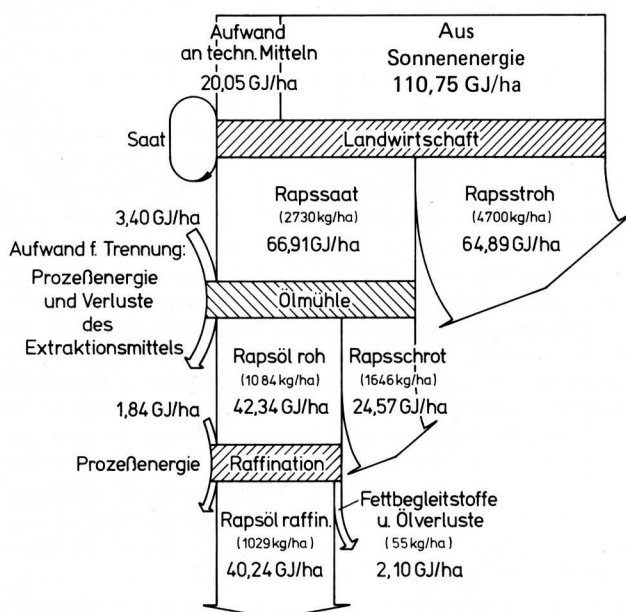 Aufwand
an techn. Mitteln
20,05 GJ/ha
Aus
Sonnenenergie
110,75 GJ/ha
Saat
Landwirtschaft
Rapssaat
(2730 kg/ha)
66,91 GJ/ha
Rapsstroh
(4700 kg/ha)
64,89 GJ/ha
3,40 GJ/ha
Aufwand f. Trennung:
Prozeßenergie
und Verluste
des
Extraktionsmittels
Ölmühle
Rapsöl roh
(1084 kg/ha)
42,34 GJ/ha
Rapsschrot
(1646 kg/ha)
24,57 GJ/ha
1,84 GJ/ha
Prozeßenergie
Raffination
Rapsöl raffin.
(1029 kg/ha)
40,24 GJ/ha
Fettbegleitstoffe
u. Ölverluste
(55 kg/ha)
2,10 GJ/ha